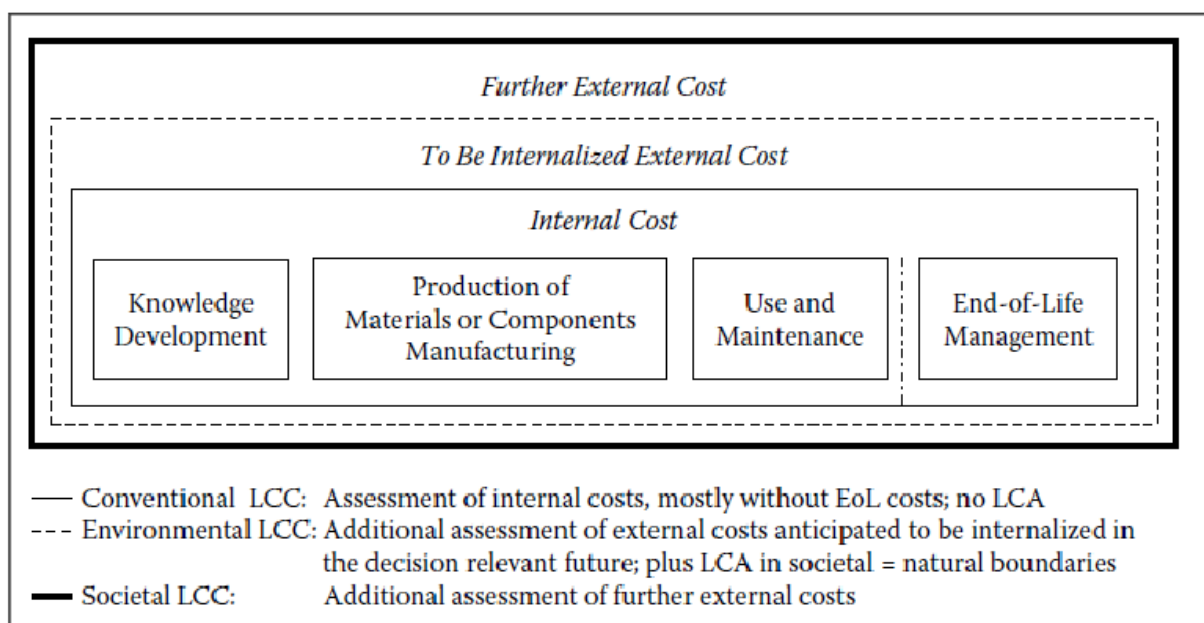 Further External Cost
To Be Internalized External Cost
Internal Cost
Knowledge
Development
Production of
Materials or Components
Manufacturing
Use and
Maintenance
End-of-Life
Management
Conventional LCC: Assessment of internal costs, mostly without EoL costs; no LCA
Environmental LCC: Additional assessment of external costs anticipated to be internalized in
the decision relevant future; plus LCA in societal = natural boundaries
Societal LCC: Additional assessment of further external costs